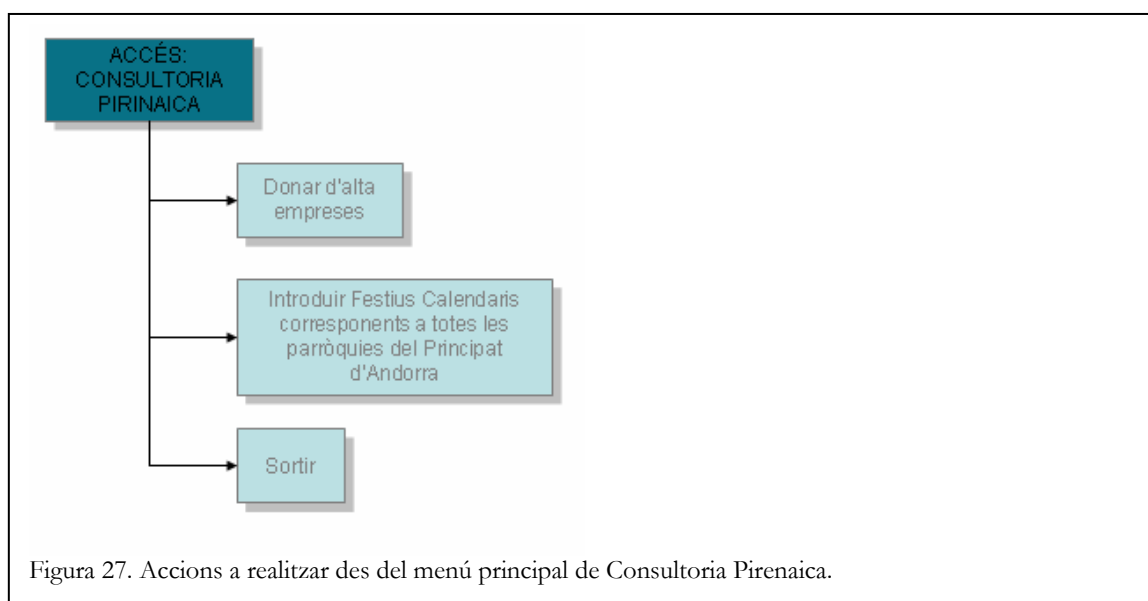 ACCÉS:
CONSULTORIA
PIRINAICA
Donar d'alta
empreses
Introduir Festius Calendaris
corresponents a totes les
parròquies del Principat
d'Andorra
Sortir
Figura 27. Accions a realitzar des del menú principal de Consultoria Pirenaica.